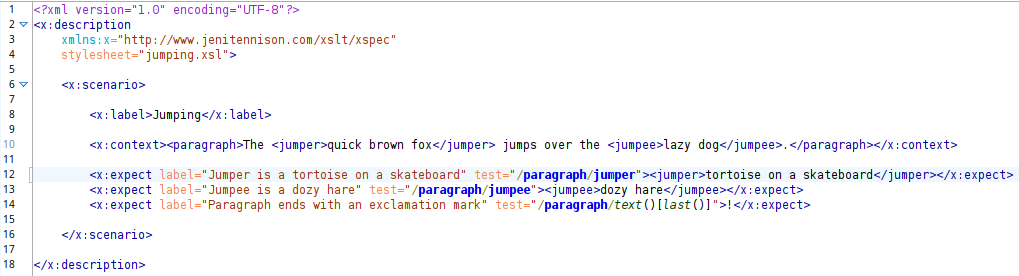 1 <?xml version="1.0" encoding="UTF-8"?>
2 <x:description
3 xmlns:x="http://www.jenitennison.com/xslt/xspec"
4 stylesheet="jumping.xsl">
5
6 <x:scenario>
7
8 <x:label>Jumping</x:label>
9
10 <x:context><paragraph>The <jumper>quick brown fox</jumper> jumps over the <jumpee>lazy dog</jumpee>.</paragraph></x:context>
11
12 <x:expect label="Jumper is a tortoise on a skateboard" test="/paragraph/jumper"><jumper>tortoise on a skateboard</jumper></x:expect>
13 <x:expect label="Jumpee is a dozy hare" test="/paragraph/jumpee"><jumpee>dozy hare</jumpee></x:expect>
14 <x:expect label="Paragraph ends with an exclamation mark" test="/paragraph/text()[last()]">!</x:expect>
15
16 </x:scenario>
17
18 </x:description>